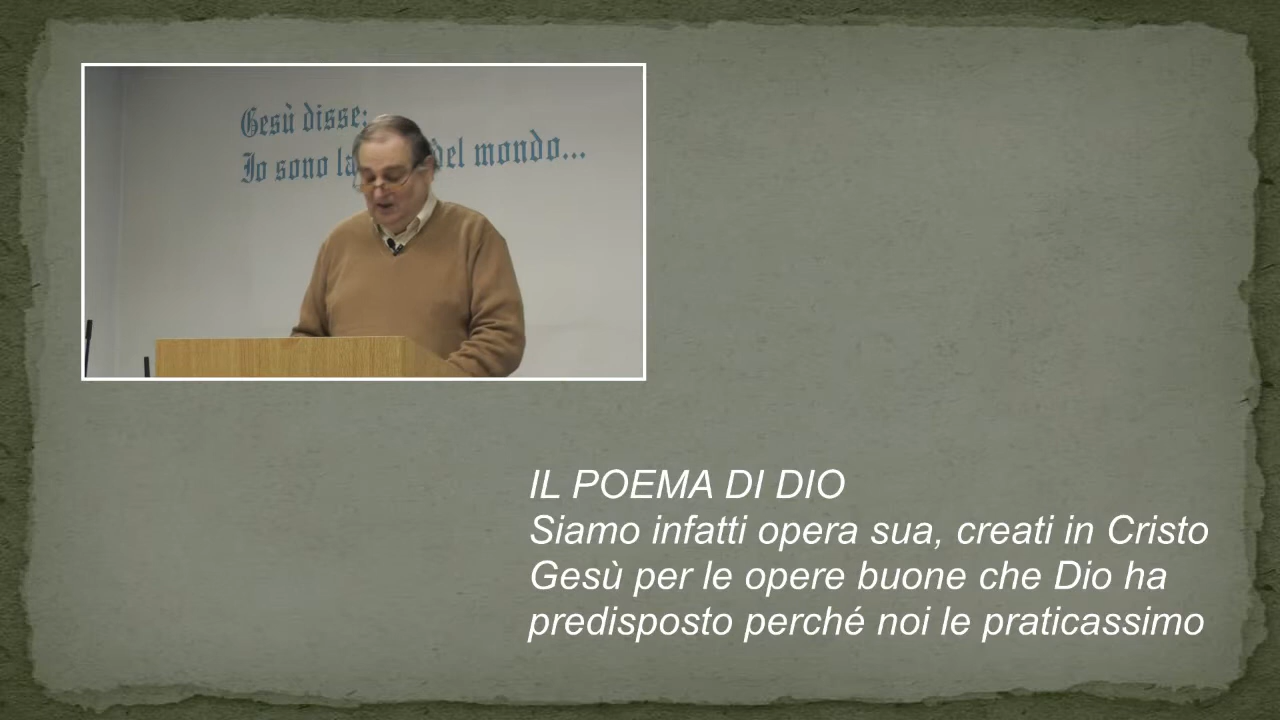 Gesù disse:
Io sono la del mondo...
IL POEMA DI DIO
Siamo infatti opera sua, creati in Cristo
Gesù per le opere buone che Dio ha
predisposto perché noi le praticassimo